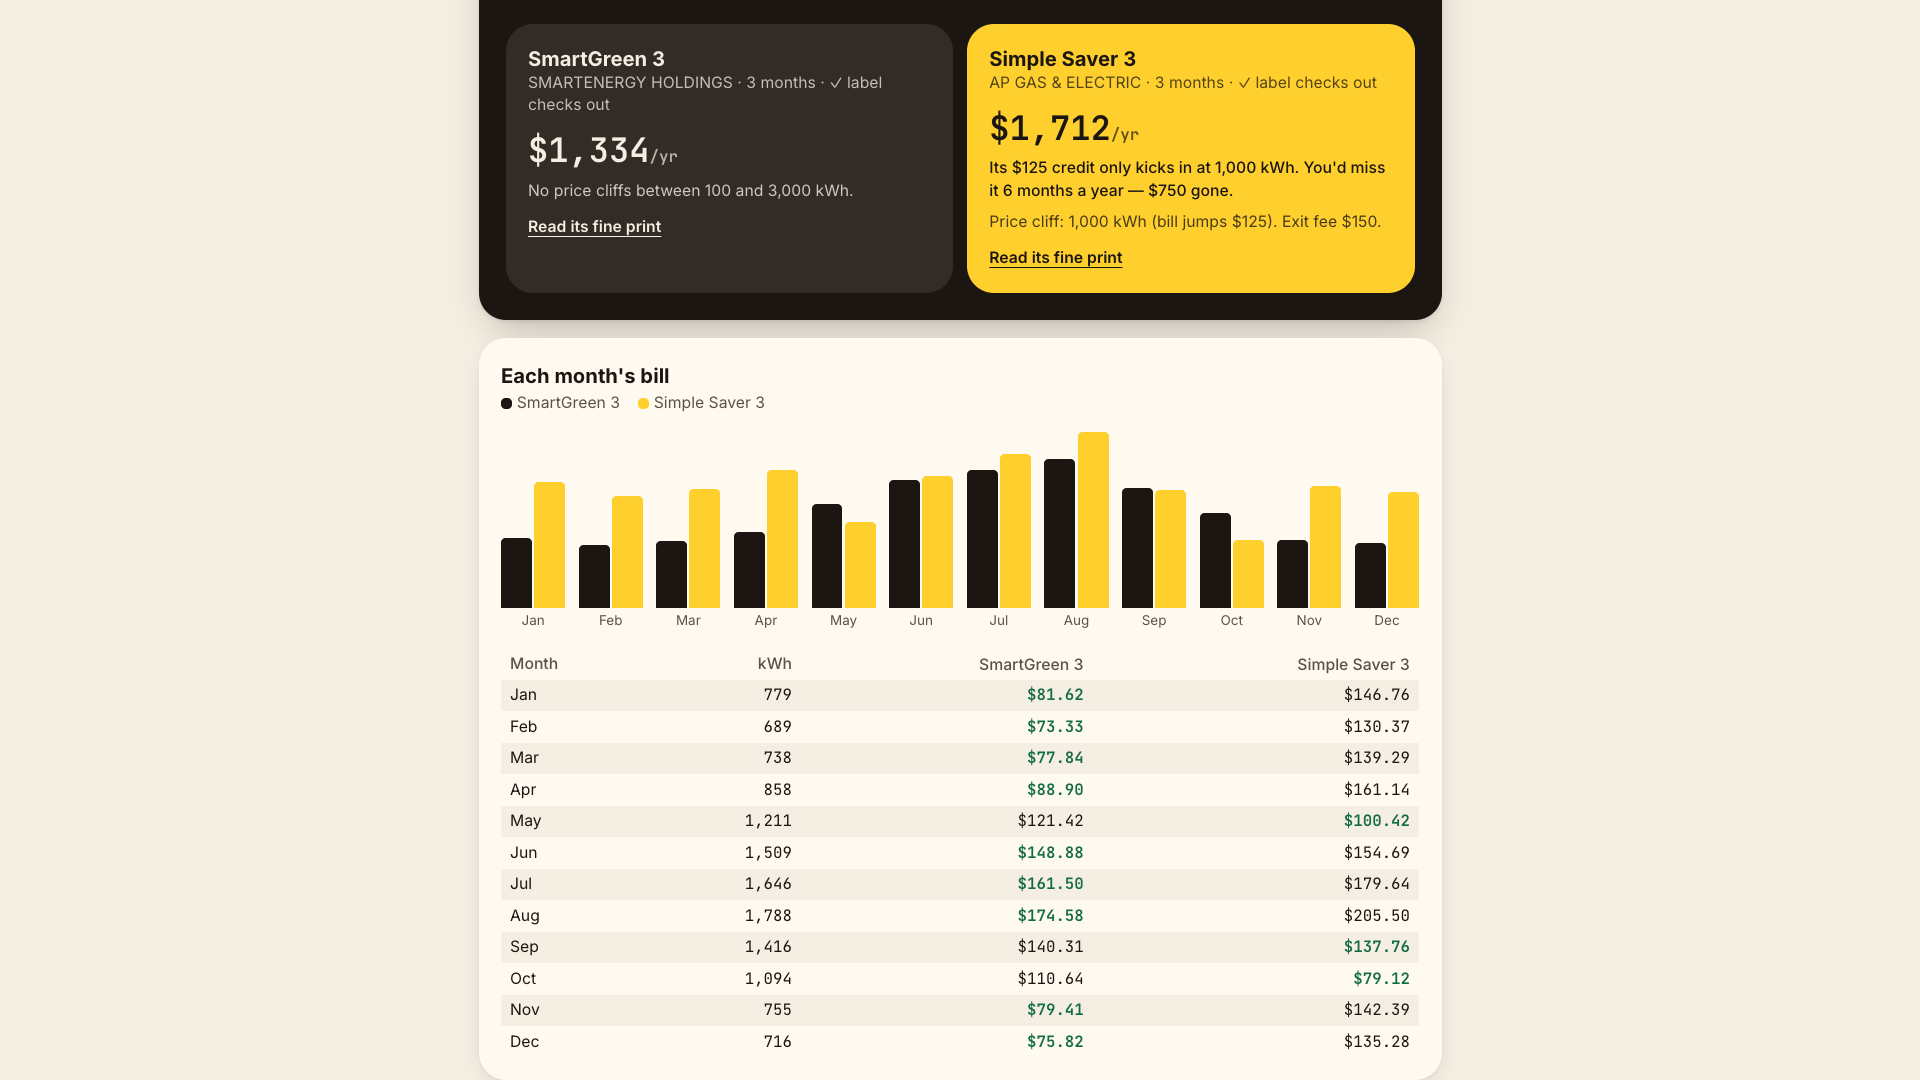 SmartGreen 3
SMARTENERGY HOLDINGS · 3 months · ✓ label
checks out
$1,334/yr
No price cliffs between 100 and 3,000 kWh.
Read its fine print
Simple Saver 3
AP GAS & ELECTRIC · 3 months · ✓ label checks out
$1,712/yr
Its $125 credit only kicks in at 1,000 kWh. You'd miss
it 6 months a year — $750 gone.
Price cliff: 1,000 kWh (bill jumps $125). Exit fee $150.
Read its fine print
Each month's bill
SmartGreen 3 Simple Saver 3
Jan Feb Mar Apr May Jun Jul Aug Sep Oct Nov Dec
Month kWh SmartGreen 3 Simple Saver 3
Jan 779 $81.62 $146.76
Feb 689 $73.33 $130.37
Mar 738 $77.84 $139.29
Apr 858 $88.90 $161.14
May 1,211 $121.42 $100.42
Jun 1,509 $148.88 $154.69
Jul 1,646 $161.50 $179.64
Aug 1,788 $174.58 $205.50
Sep 1,416 $140.31 $137.76
Oct 1,094 $110.64 $79.12
Nov 755 $79.41 $142.39
Dec 716 $75.82 $135.28